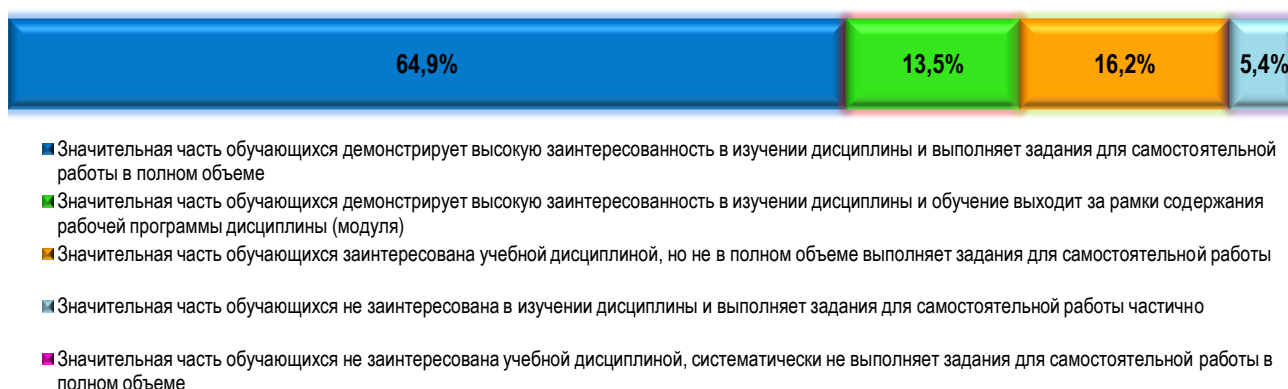 64,9% 13,5% 16,2% 5,4%
Значительная часть обучающихся демонстрирует высокую заинтересованность в изучении дисциплины и выполняет задания для самостоятельной
работы в полном объеме
Значительная часть обучающихся демонстрирует высокую заинтересованность в изучении дисциплины и обучение выходит за рамки содержания
рабочей программы дисциплины (модуля)
Значительная часть обучающихся заинтересована учебной дисциплиной, но не в полном объеме выполняет задания для самостоятельной работы
Значительная часть обучающихся не заинтересована в изучении дисциплины и выполняет задания для самостоятельной работы частично
Значительная часть обучающихся не заинтересована учебной дисциплиной, систематически не выполняет задания для самостоятельной работы в
полном объеме